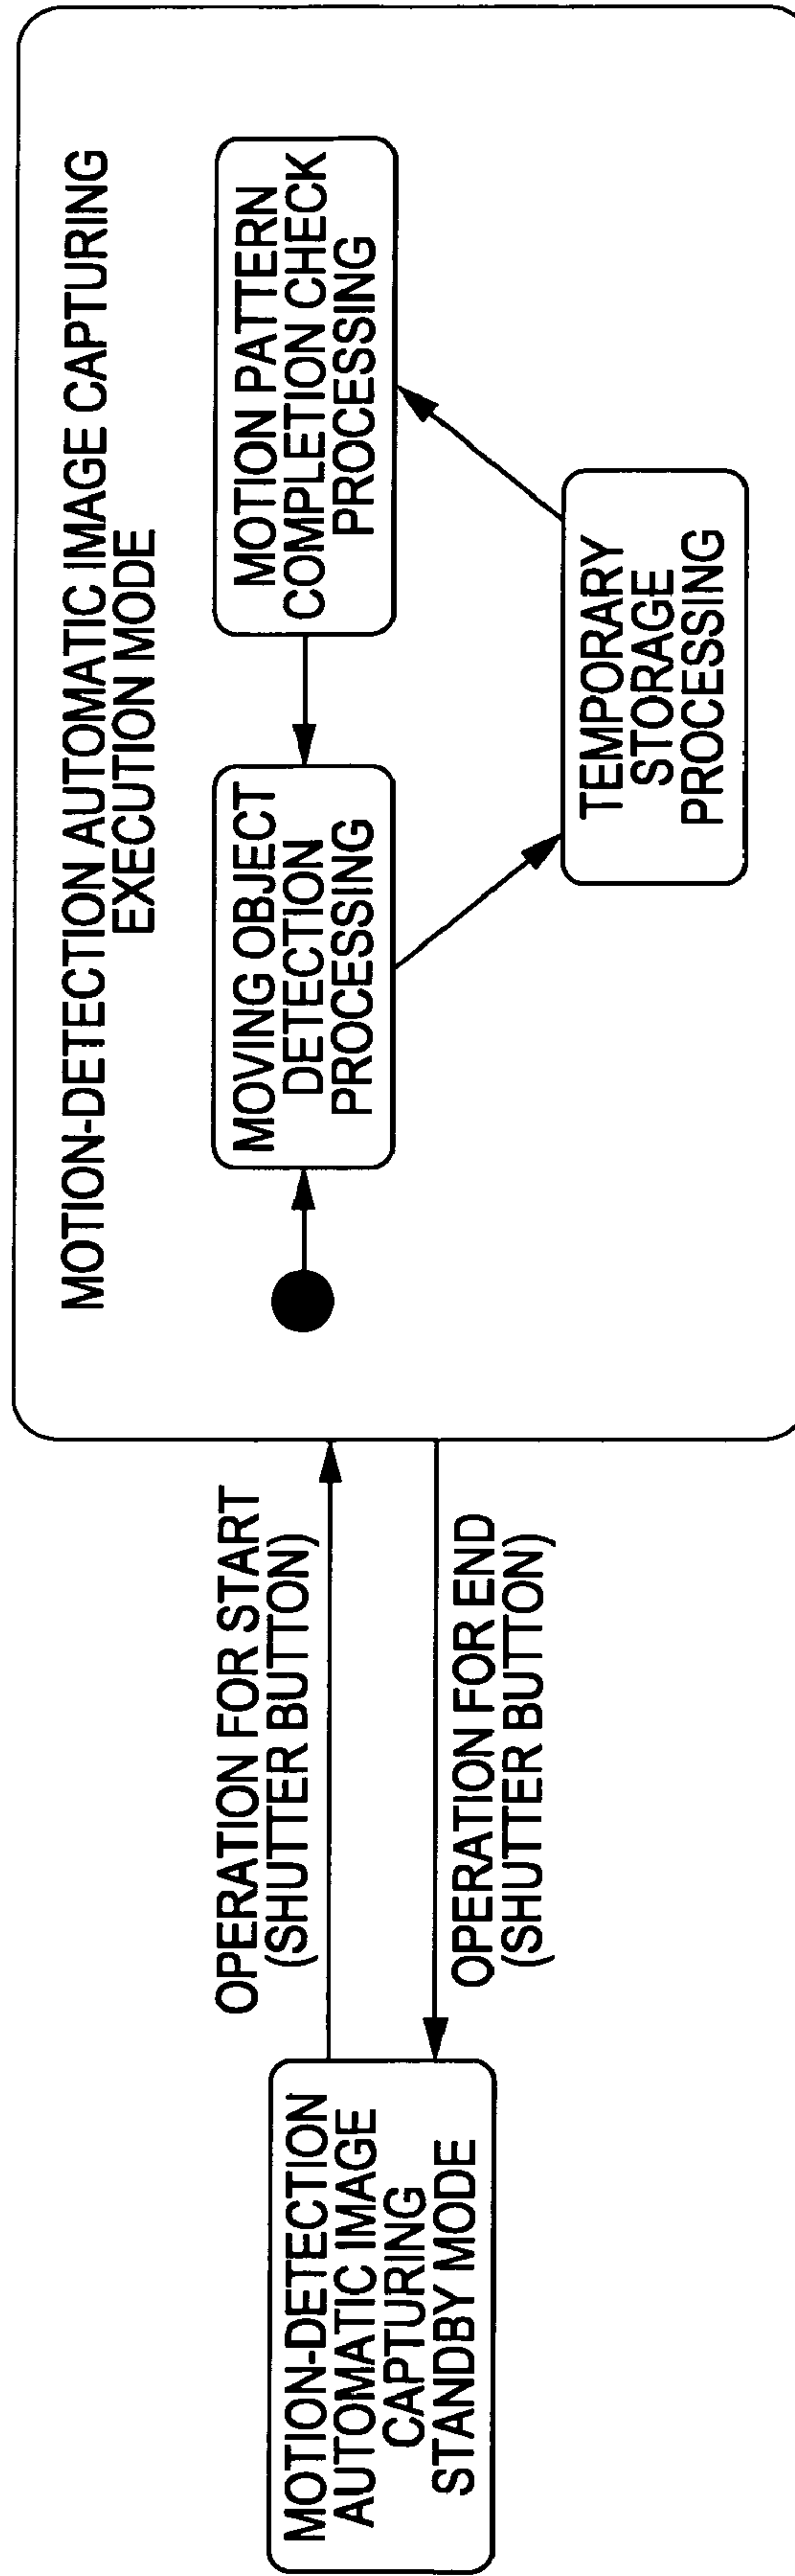 MOTION-DETECTION
AUTOMATIC IMAGE
CAPTURING
STANDBY MODE
OPERATION FOR START
(SHUTTER BUTTON)
OPERATION FOR END
(SHUTTER BUTTON)
MOTION-DETECTION AUTOMATIC IMAGE CAPTURING
EXECUTION MODE
MOVING OBJECT
DETECTION
PROCESSING
MOTION PATTERN
COMPLETION CHECK
PROCESSING
TEMPORARY
STORAGE
PROCESSING